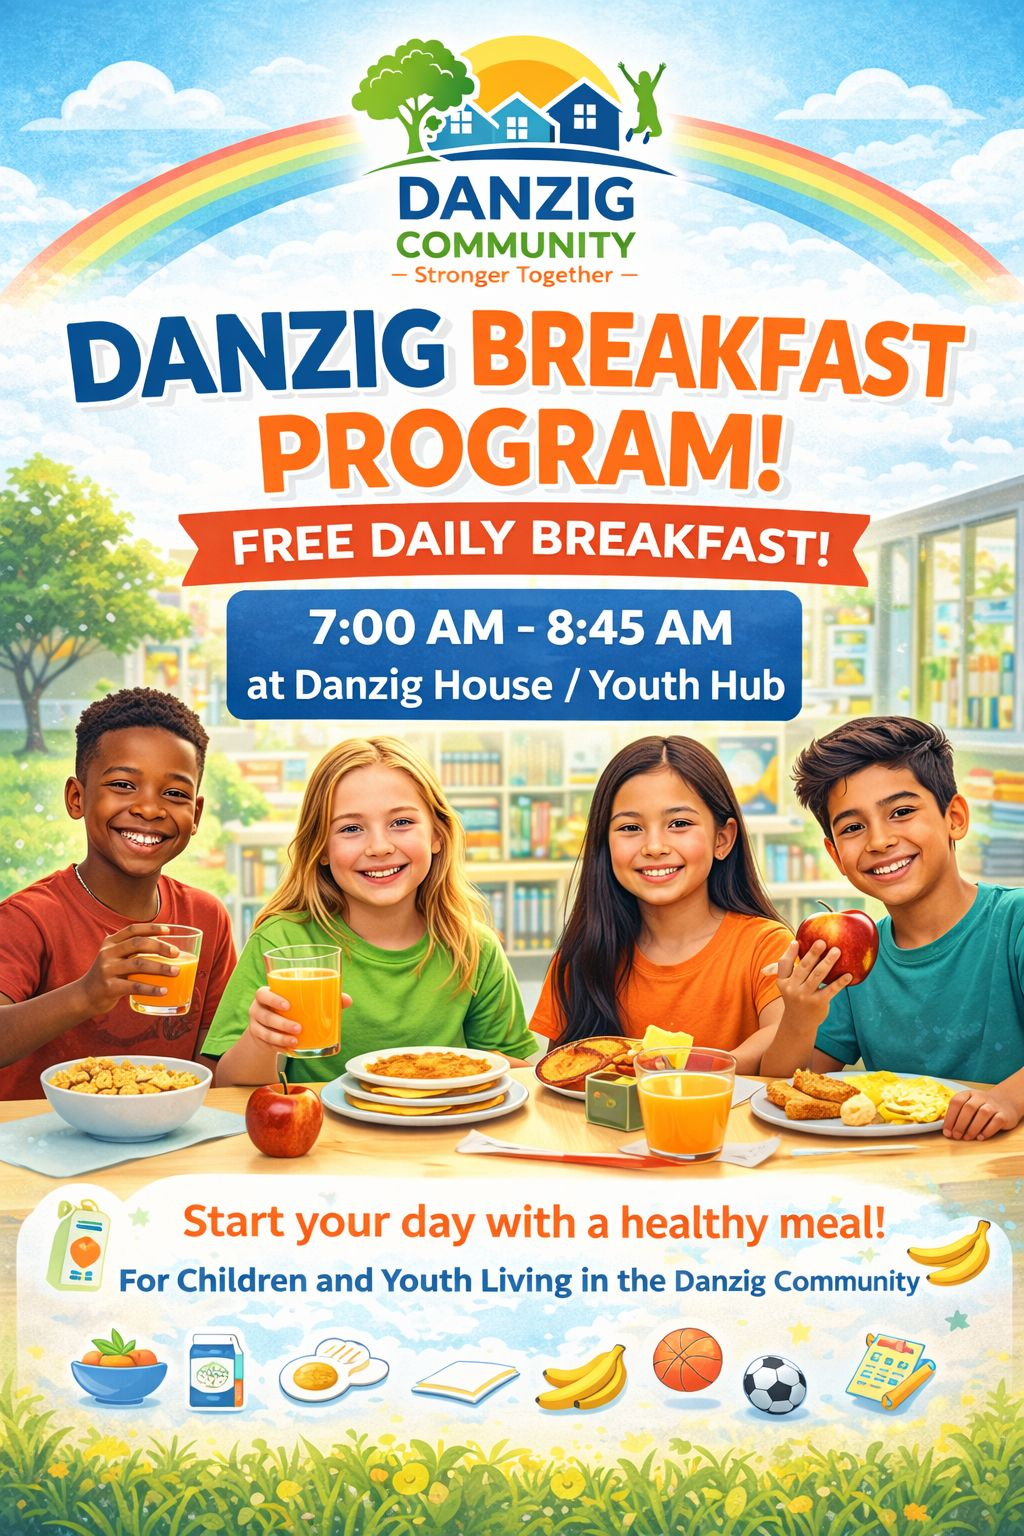 DANZIG
COMMUNITY
– Stronger Together –
DANZIG BREAKFAST
PROGRAM!
FREE DAILY BREAKFAST!
7:00 AM - 8:45 AM
at Danzig House / Youth Hub
Start your day with a healthy meal!
For Children and Youth Living in the Danzig Community